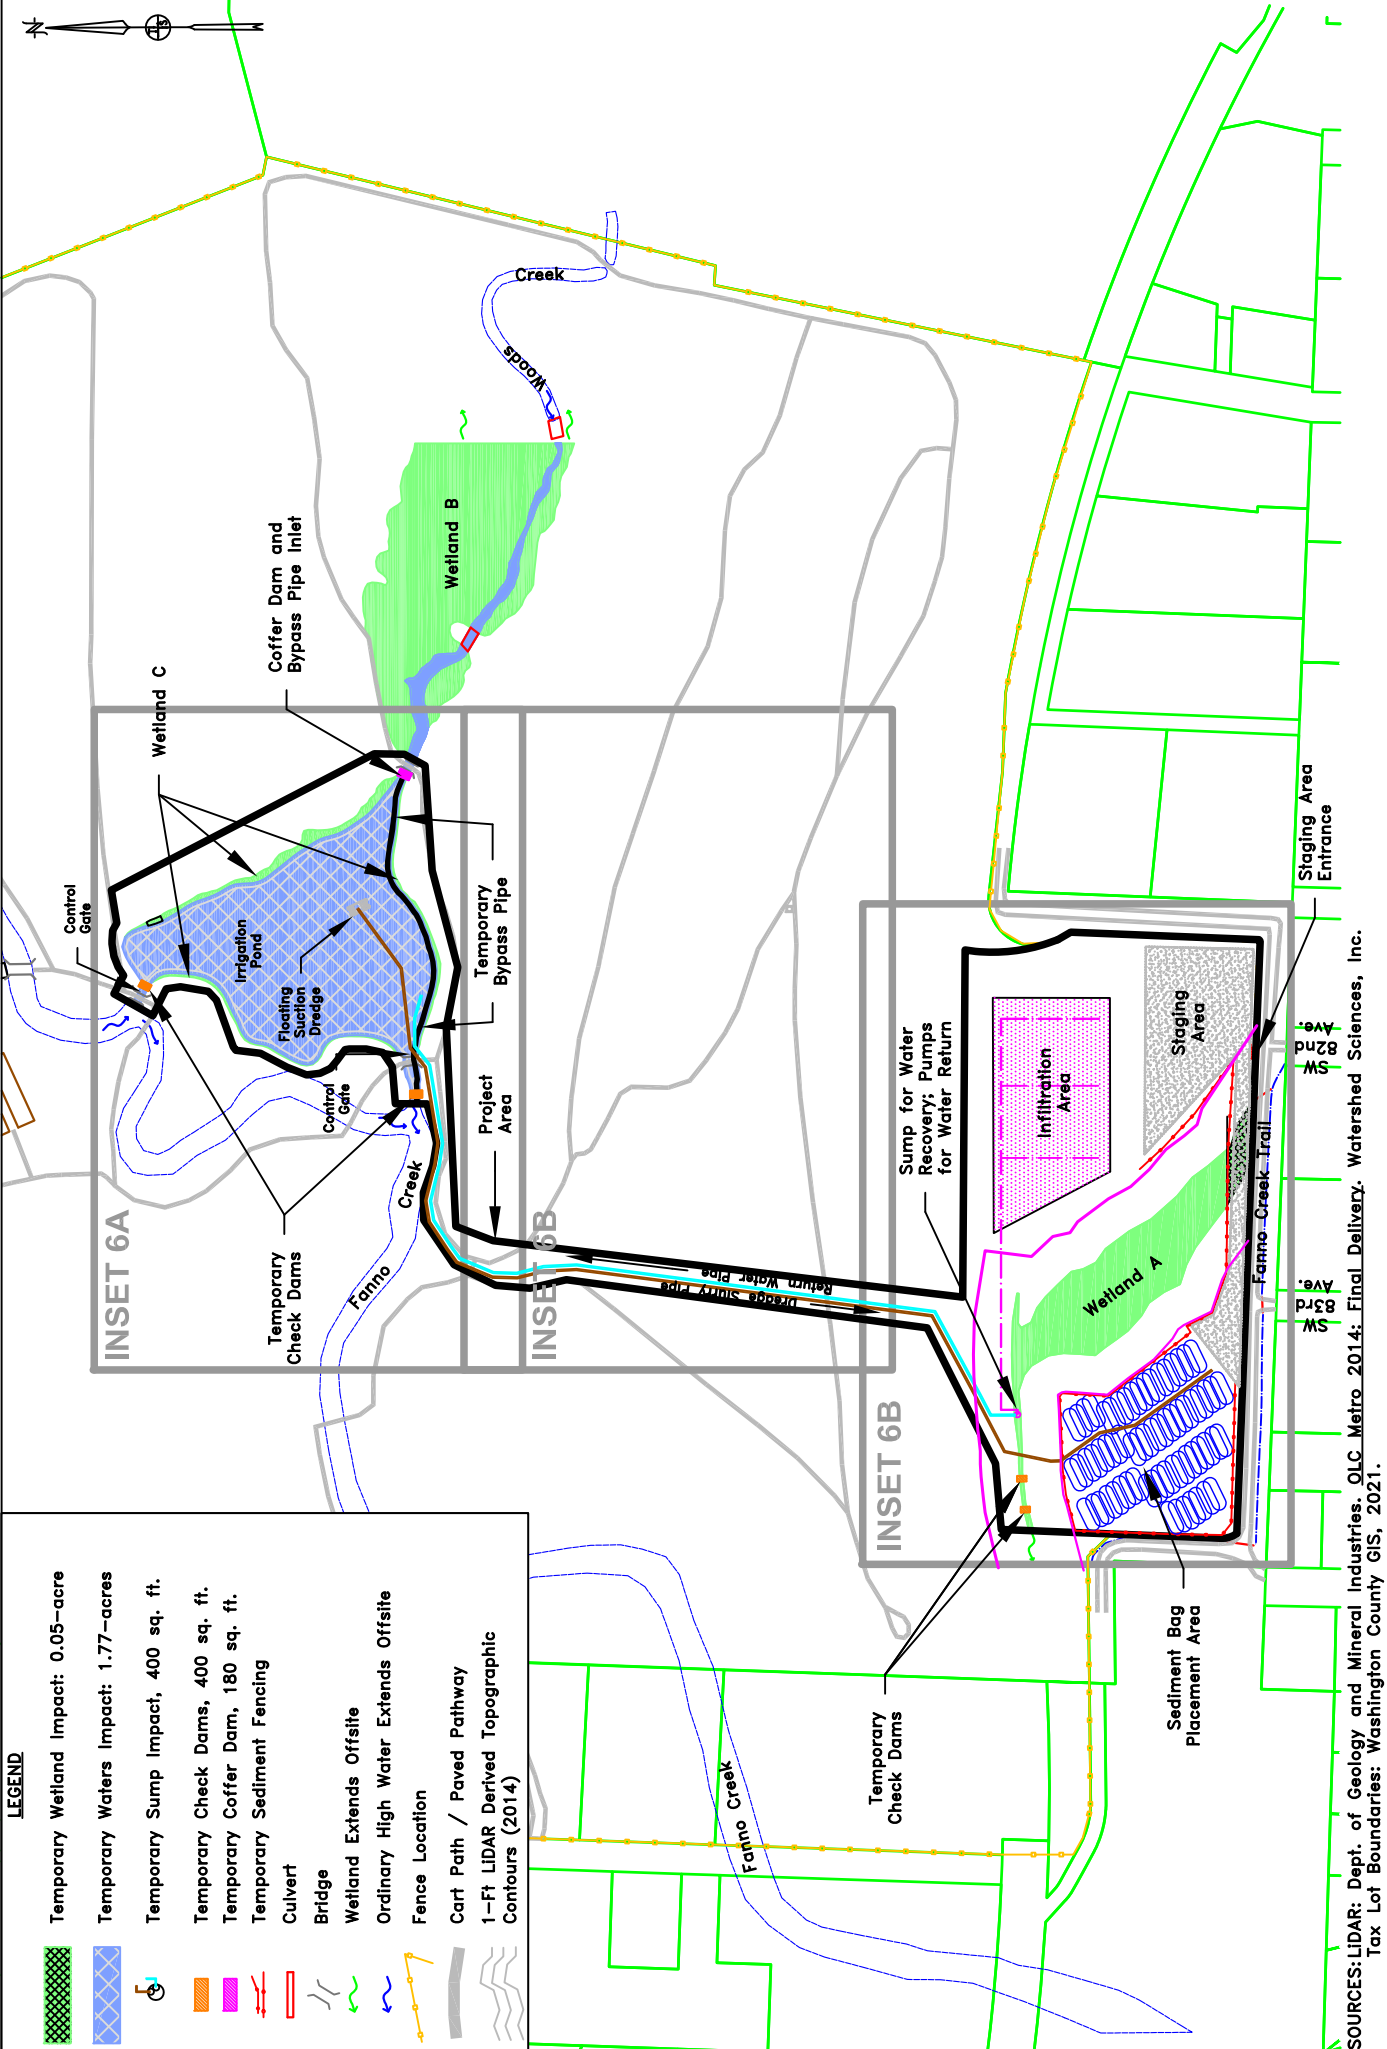 LEGEND
Temporary Wetland Impact: 0.05-acre
Temporary Waters Impact: 1.77-acres
Temporary Sump Impact, 400 sq. ft.
Temporary Check Dams, 400 sq. ft.
Temporary Coffer Dam, 180 sq. ft.
Temporary Sediment Fencing
Culvert
Bridge
Wetland Extends Offsite
Ordinary High Water Extends Offsite
Fence Location
Cart Path / Paved Pathway
1-Ft LiDAR Derived Topographic
Contours (2014)
N
INSET 6A
INSET 6B
INSET 6B
Control
Gate
Wetland C
Coffer Dam and
Bypass Pipe Inlet
Wetland B
Woods
Creek
Irrigation
Pond
Floating
Suction
Dredge
Control
Gate
Temporary
Check Dams
Temporary
Bypass Pipe
Project
Area
Fanno
Creek
Return Water Pipe
Dredge Slurry Pipe
Sump for Water
Recovery; Pumps
for Water Return
Infiltration
Area
Staging
Area
Staging Area
Entrance
Wetland A
Fanno Creek Trail
SW
82nd
Ave.
SW
83rd
Ave.
Temporary
Check Dams
Sediment Bag
Placement Area
Fanno Creek
SOURCES: LiDAR: Dept. of Geology and Mineral Industries. OLC Metro 2014: Final Delivery. Watershed Sciences, Inc.
Tax Lot Boundaries: Washington County GIS, 2021.